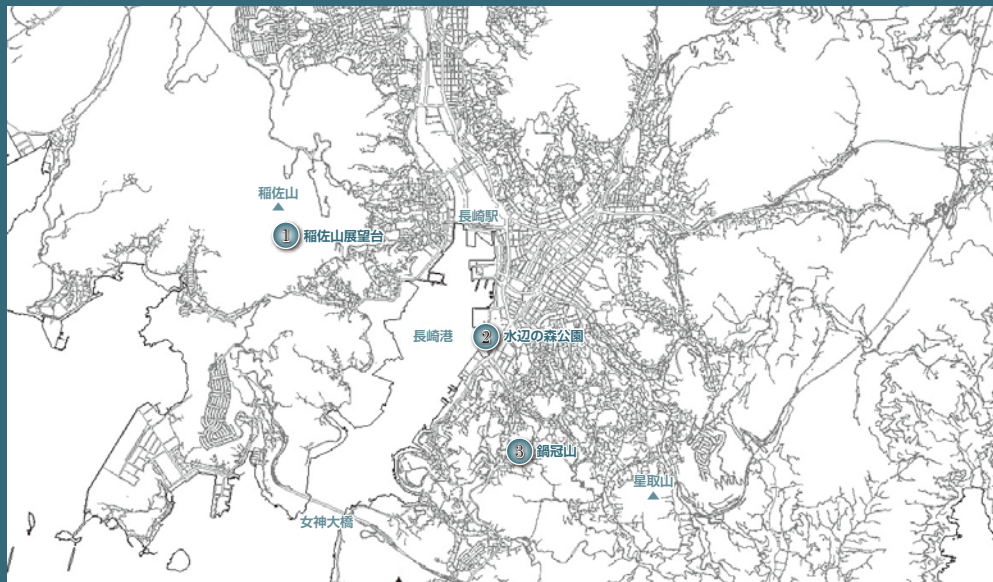 稲佐山
長崎駅
1 稲佐山展望台
長崎港
2 水辺の森公園
3 鍋冠山
星取山
女神大橋